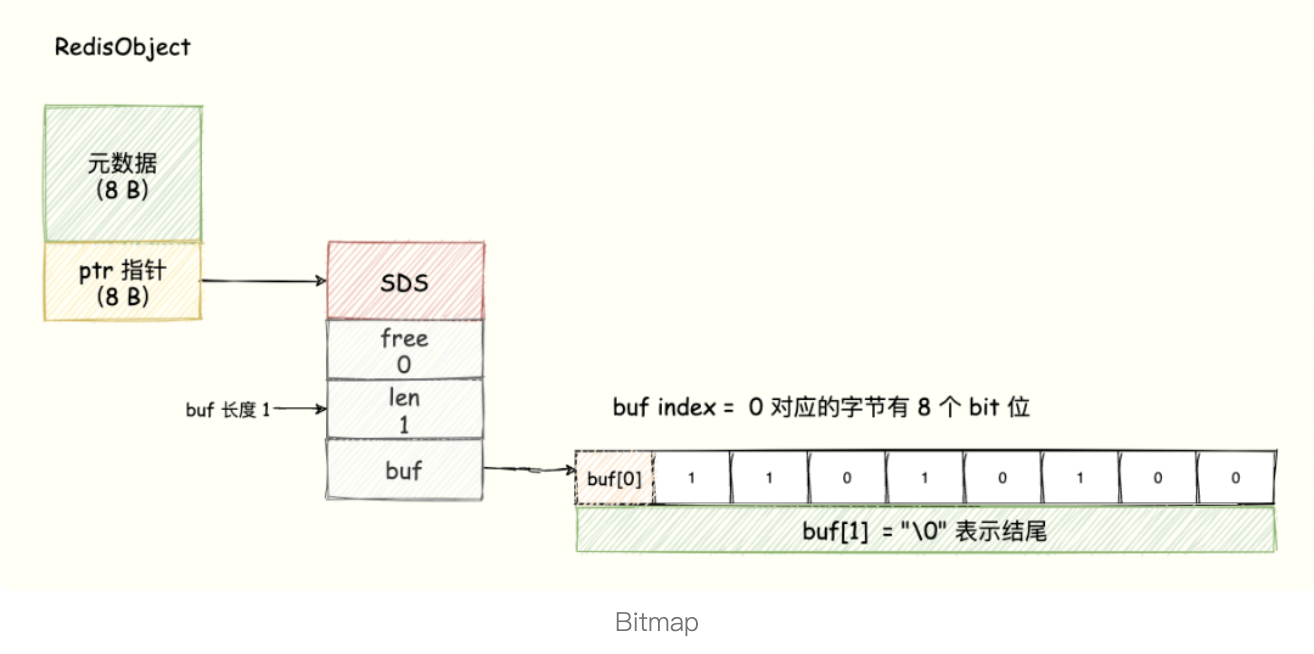 RedisObject
元数据
(8 B)
ptr 指针
(8 B)
SDS
free
0
buf 长度 1
len
1
buf
buf index = 0 对应的字节有 8 个 bit 位
buf[0] 1 1 0 1 0 1 0 0
buf[1] = "\0" 表示结尾
Bitmap